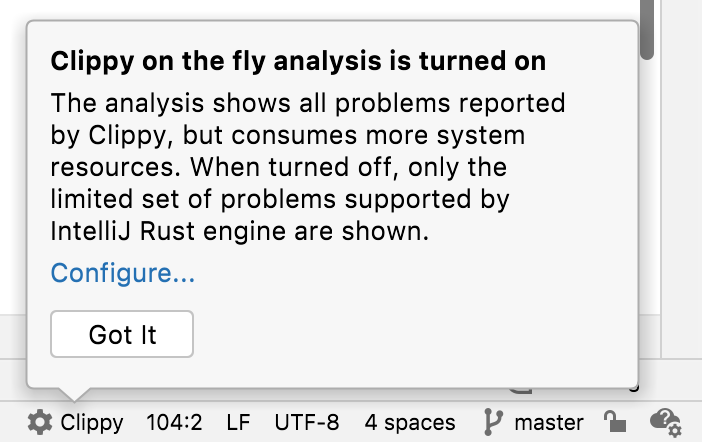 Clippy on the fly analysis is turned on
The analysis shows all problems reported
by Clippy, but consumes more system
resources. When turned off, only the
limited set of problems supported by
IntelliJ Rust engine are shown.
Configure...
Got It
Clippy 104:2 LF UTF-8 4 spaces master